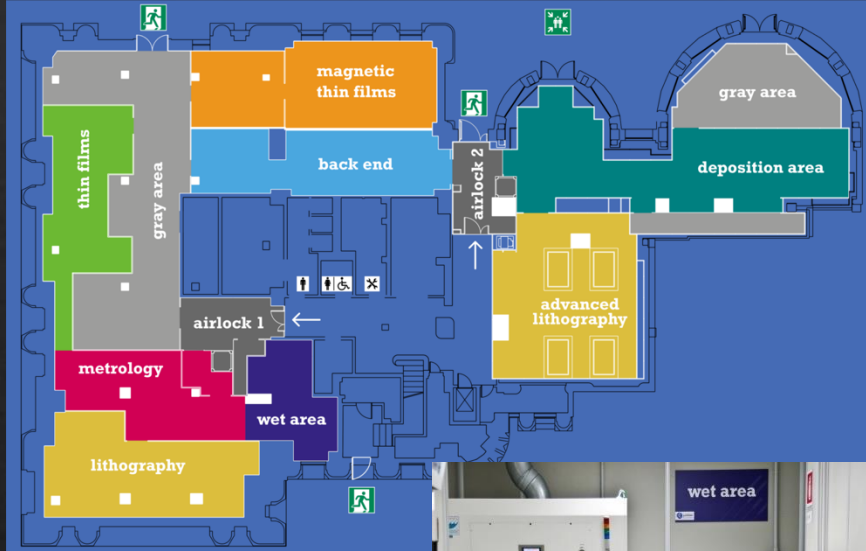 magnetic
thin films
gray area
thin films
gray area
back end
airlock 2
deposition area
advanced
lithography
airlock 1
metrology
wet area
lithography
wet area